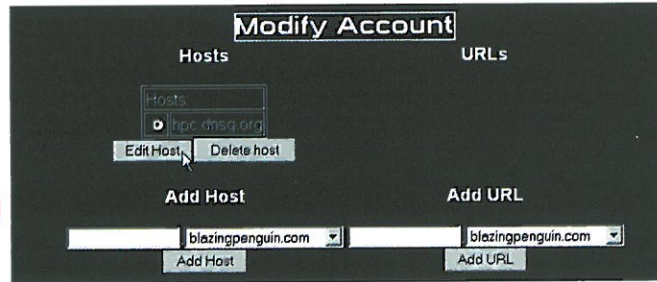 Modify Account
Hosts
URLs
Hosts:
hpc.dnsq.org
Edit Host
Delete host
Add Host
Add URL
blazingpenguin.com
blazingpenguin.com
Add Host
Add URL